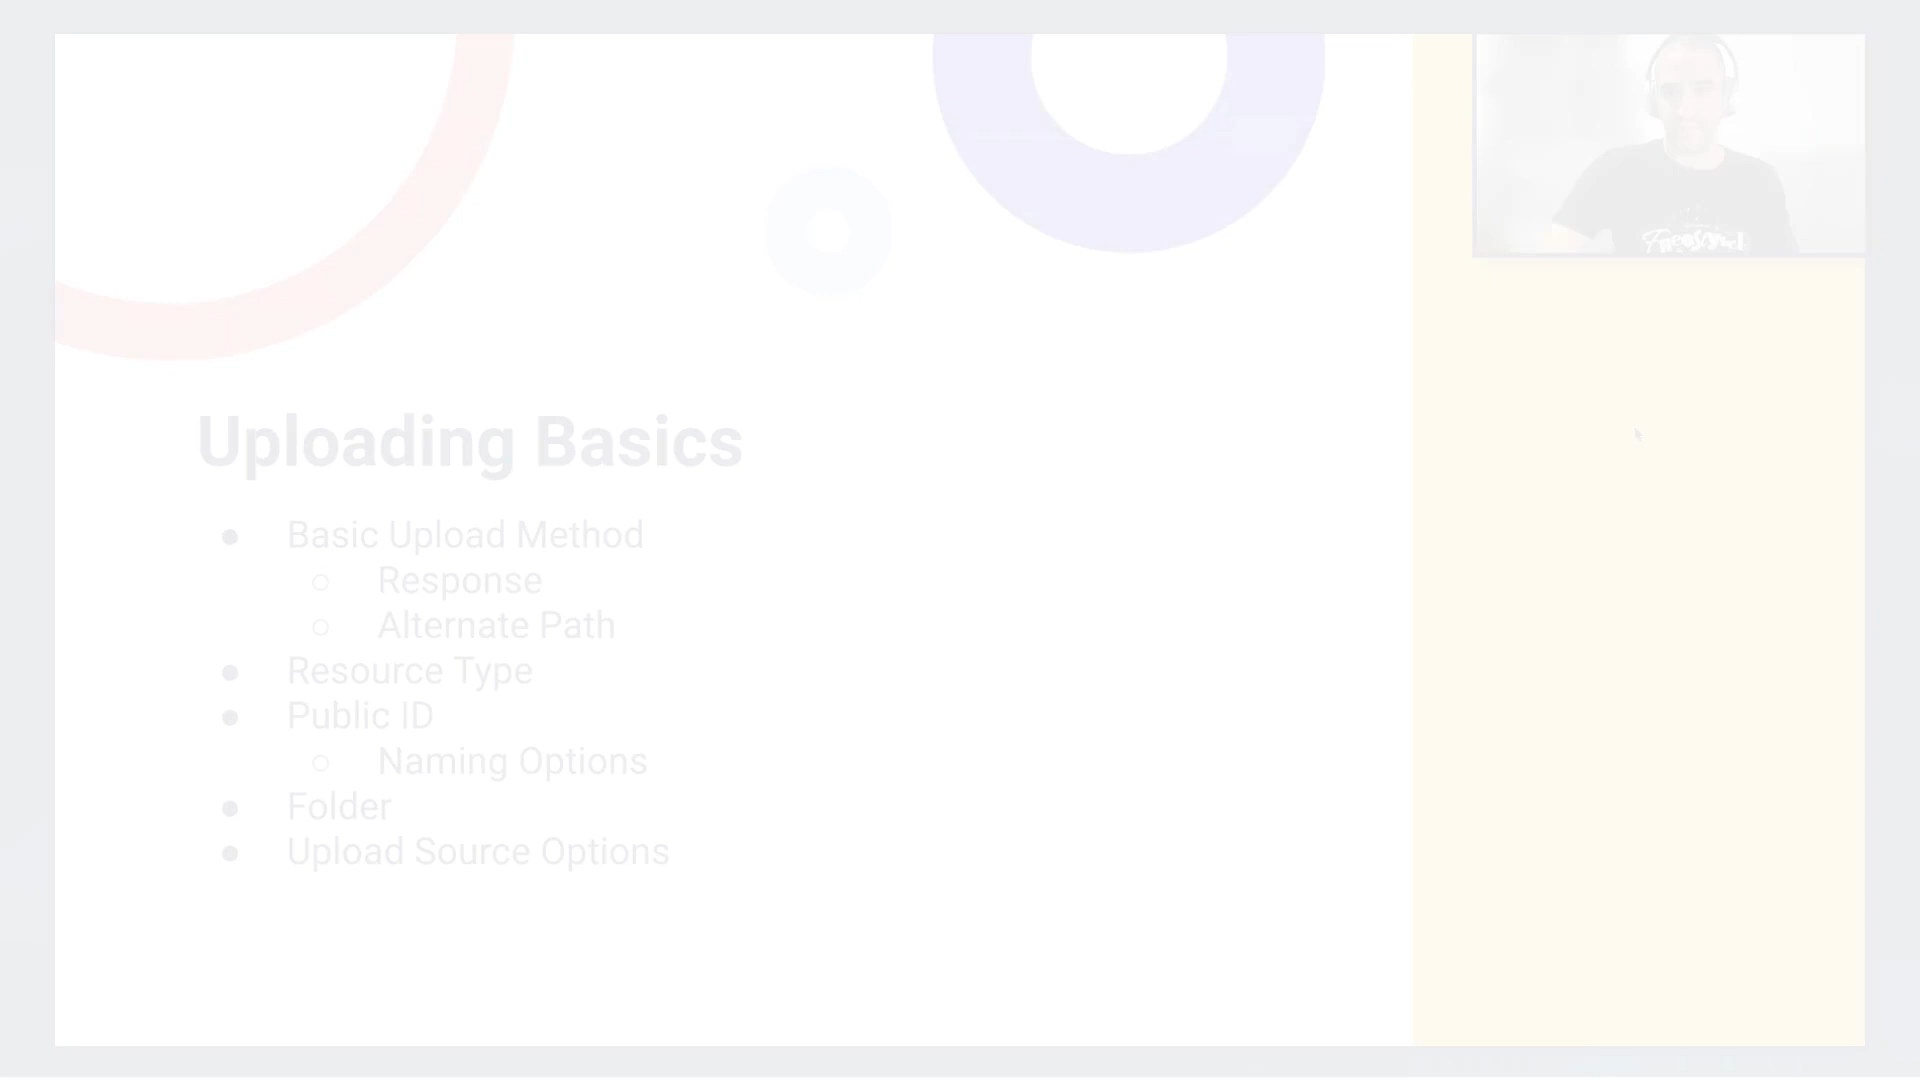 Uploading Basics
● Basic Upload Method
○ Response
○ Alternate Path
● Resource Type
● Public ID
○ Naming Options
● Folder
● Upload Source Options